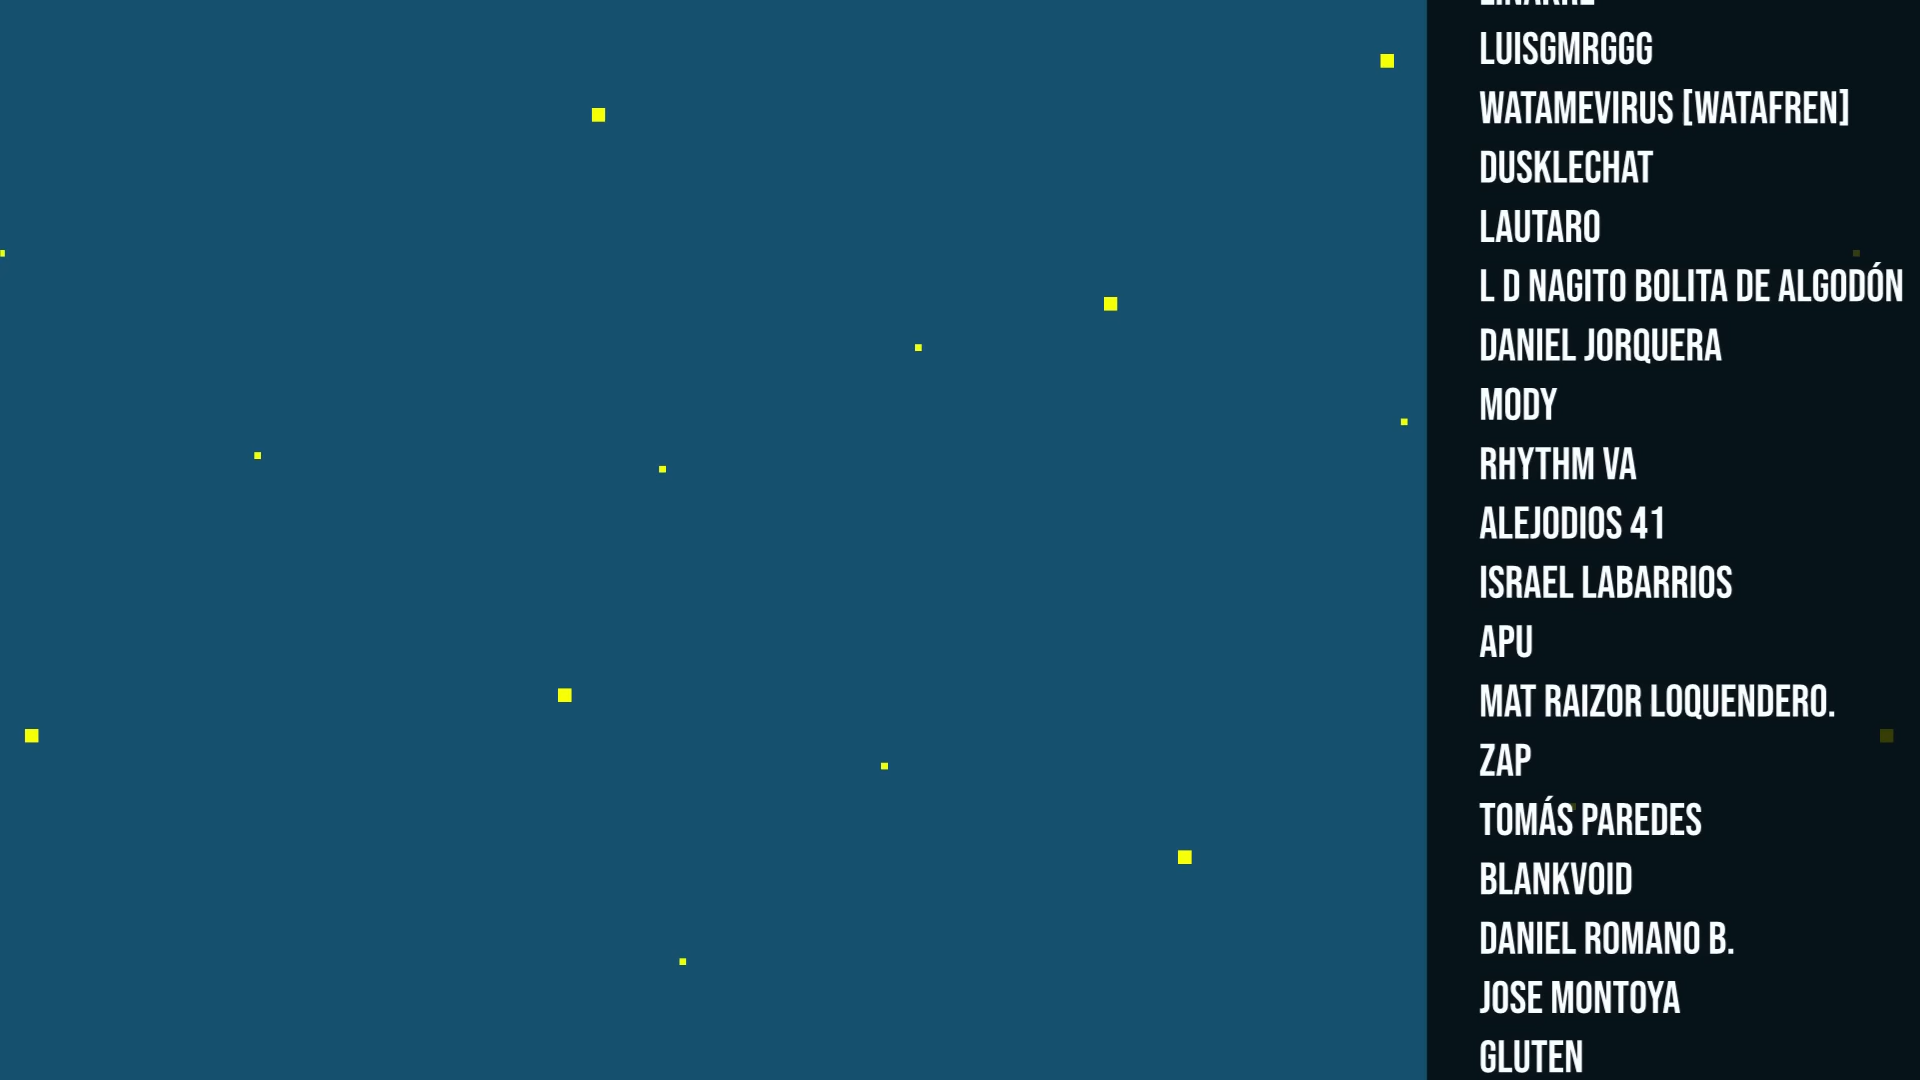 LUISGMRGGG
WATAMEVIRUS [WATAFREN]
DUSKLECHAT
LAUTARO
L D NAGITO BOLITA DE ALGODÓN
DANIEL JORQUERA
MODY
RHYTHM VA
ALEJODIOS 41
ISRAEL LABARRIOS
APU
MAT RAIZOR LOQUENDERO.
ZAP
TOMÁS PAREDES
BLANKVOID
DANIEL ROMANO B.
JOSE MONTOYA
GLUTEN